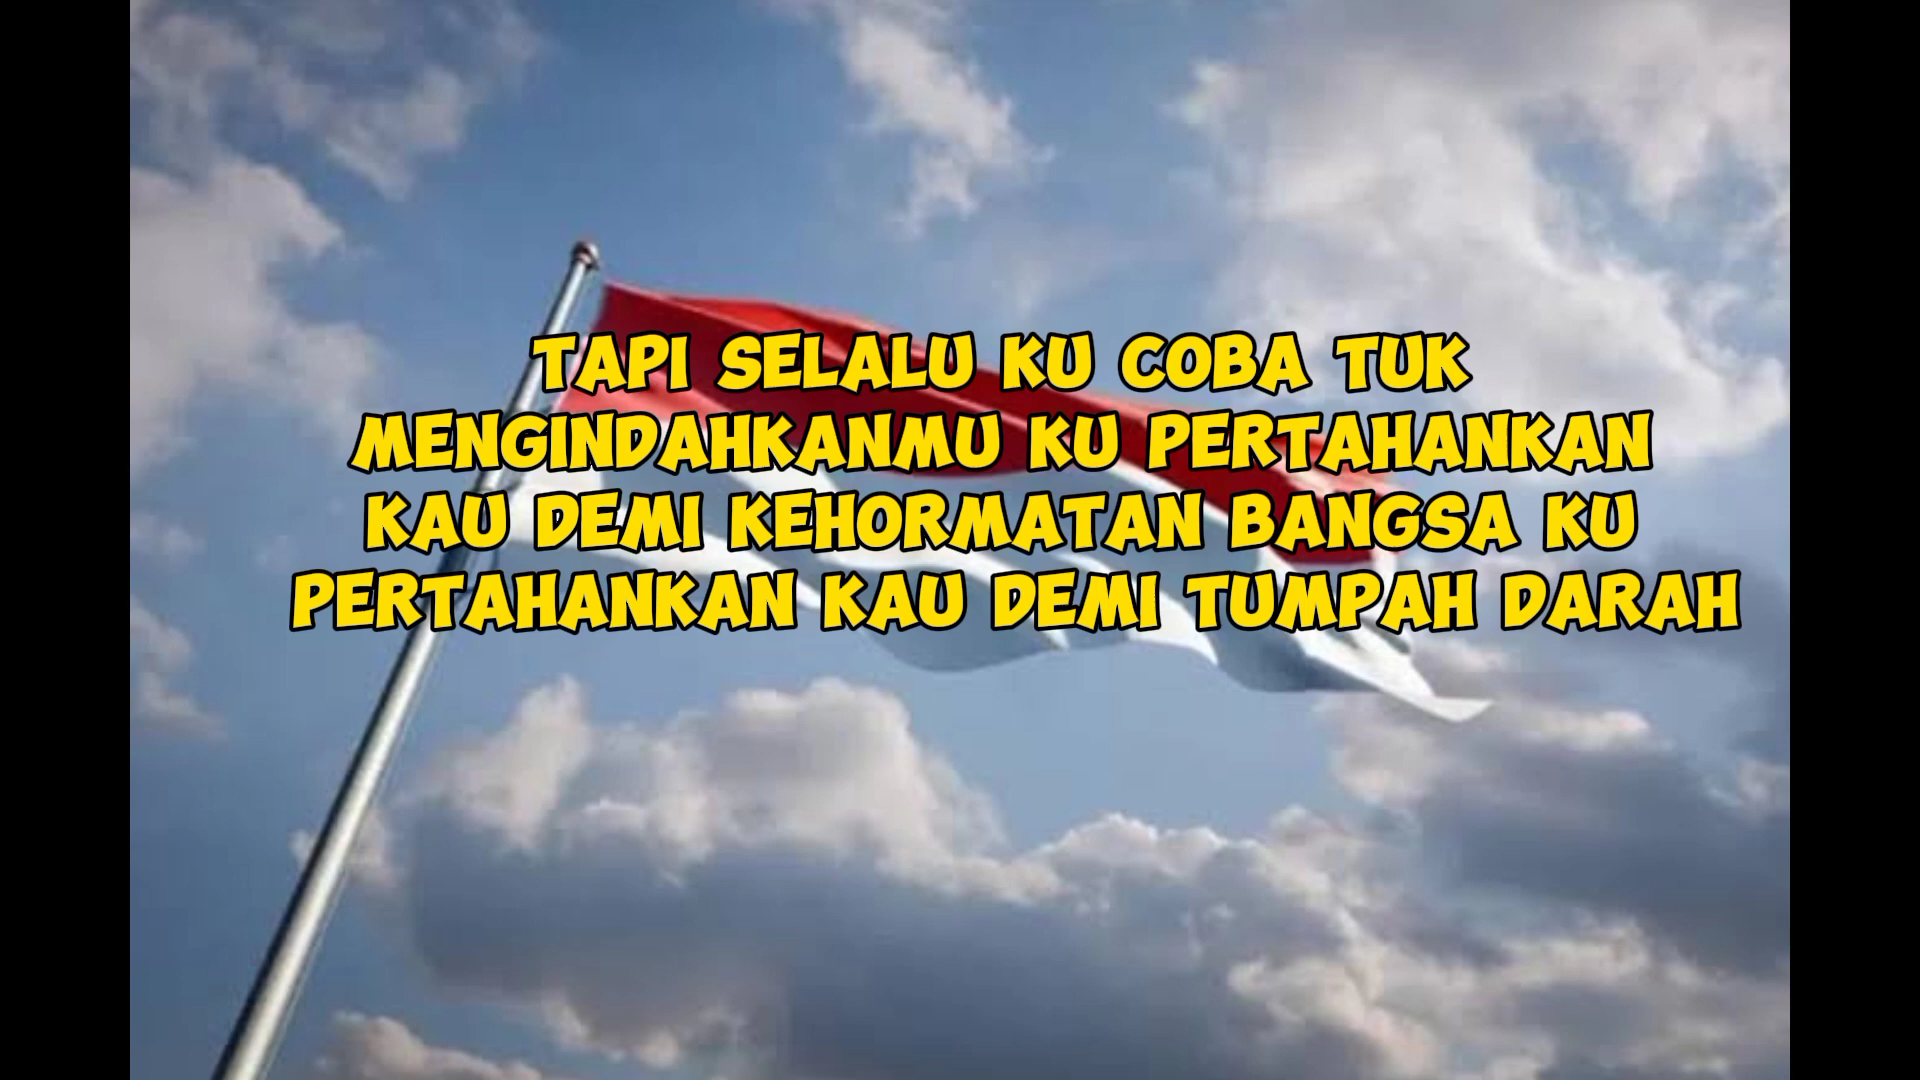 TAPI SELALU KU COBA TUK
MENGINDAHKANMU KU PERTAHANKAN
KAU DEMI KEHORMATAN BANGSA KU
PERTAHANKAN KAU DEMI TUMPAH DARAH